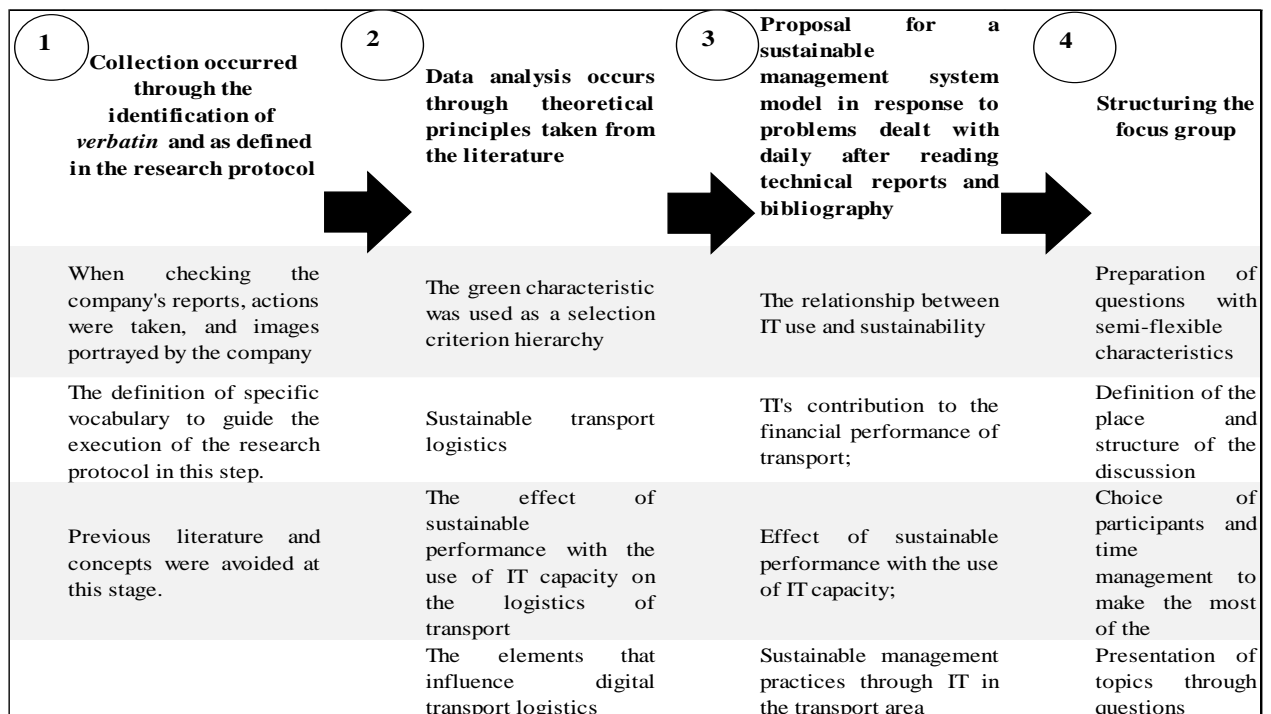 1
Collection occurred
through the
identification of
verbatin and as defined
in the research protocol
2
Data analysis occurs
through theoretical
principles taken from
the literature
3
Proposal for a
sustainable
management system
model in response to
problems dealt with
daily after reading
technical reports and
bibliography
4
Structuring the
focus group
When checking the
company's reports, actions
were taken, and images
portrayed by the company
The green characteristic
was used as a selection
criterion hierarchy
The relationship between
IT use and sustainability
Preparation of
questions with
semi-flexible
characteristics
The definition of specific
vocabulary to guide the
execution of the research
protocol in this step.
Sustainable transport
logistics
TI's contribution to the
financial performance of
transport;
Definition of the
place and
structure of the
discussion
Previous literature and
concepts were avoided at
this stage.
The effect of
sustainable
performance with the
use of IT capacity on
the logistics of
transport
Effect of sustainable
performance with the use
of IT capacity;
Choice of
participants and
time
management to
make the most
of the
The elements that
influence digital
transport logistics
Sustainable management
practices through IT in
the transport area
Presentation of
topics through
questions